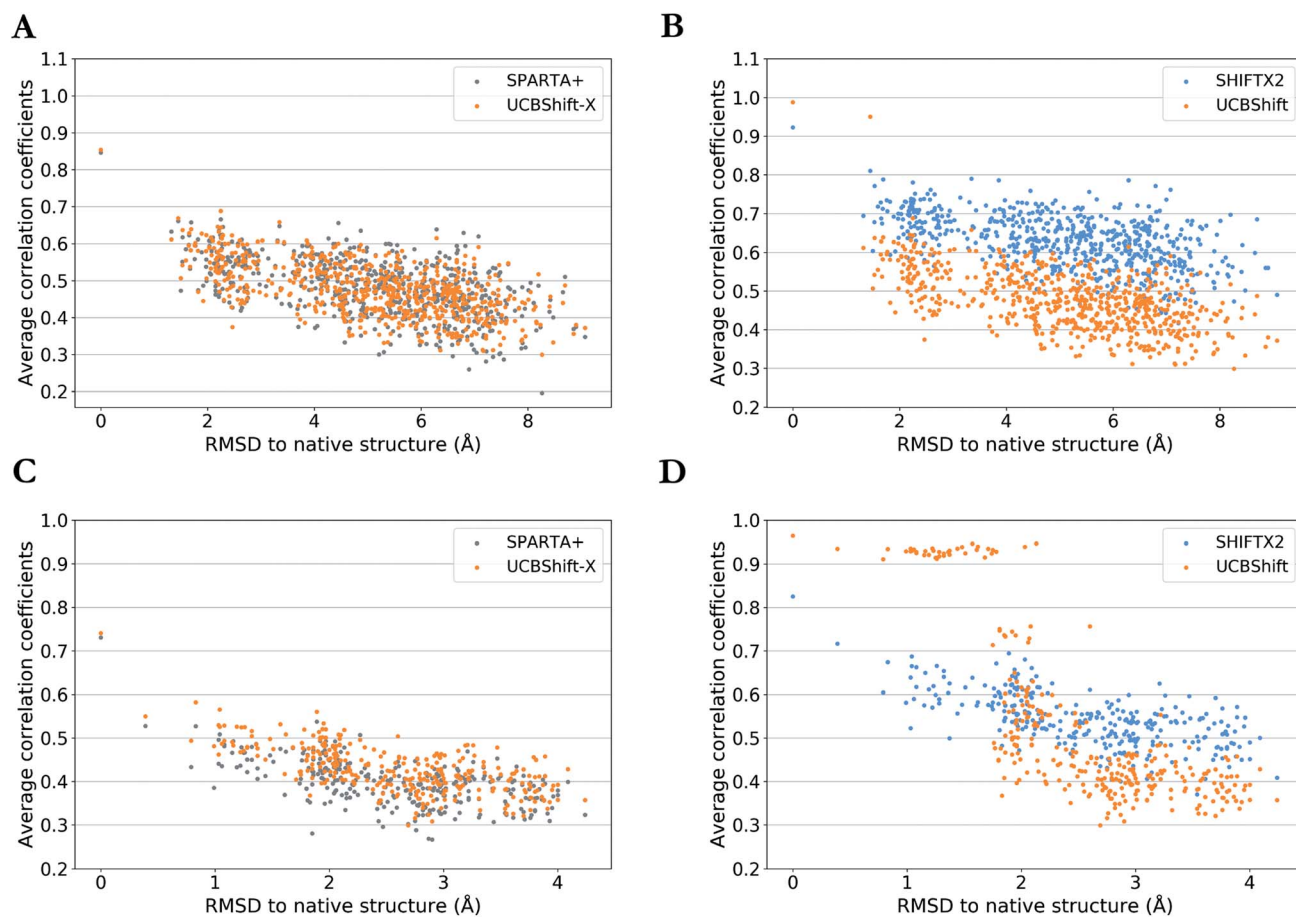 A
Average correlation coefficients
1.1
1.0
0.9
0.8
0.7
0.6
0.5
0.4
0.3
0.2
SPARTA+
UCBShift-X
0 2 4 6 8
RMSD to native structure (Å)
B
Average correlation coefficients
1.1
1.0
0.9
0.8
0.7
0.6
0.5
0.4
0.3
0.2
SHIFTX2
UCBShift
0 2 4 6 8
RMSD to native structure (Å)
C
Average correlation coefficients
1.0
0.9
0.8
0.7
0.6
0.5
0.4
0.3
0.2
SPARTA+
UCBShift-X
0 1 2 3 4
RMSD to native structure (Å)
D
Average correlation coefficients
1.0
0.9
0.8
0.7
0.6
0.5
0.4
0.3
0.2
SHIFTX2
UCBShift
0 1 2 3 4
RMSD to native structure (Å)